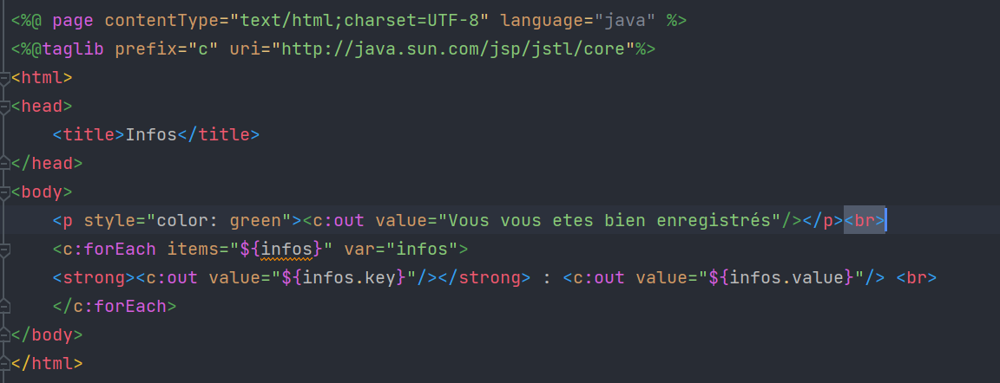 <%@ page contentType="text/html;charset=UTF-8" language="java" %>
<%@taglib prefix="c" uri="http://java.sun.com/jsp/jstl/core"%>
<html>
<head>
    <title>Infos</title>
</head>
<body>
    <p style="color: green"><c:out value="Vous vous etes bien enregistrés"/></p><br>
    <c:forEach items="${infos}" var="infos">
    <strong><c:out value="${infos.key}"/></strong> : <c:out value="${infos.value}"/> <br>
    </c:forEach>
</body>
</html>